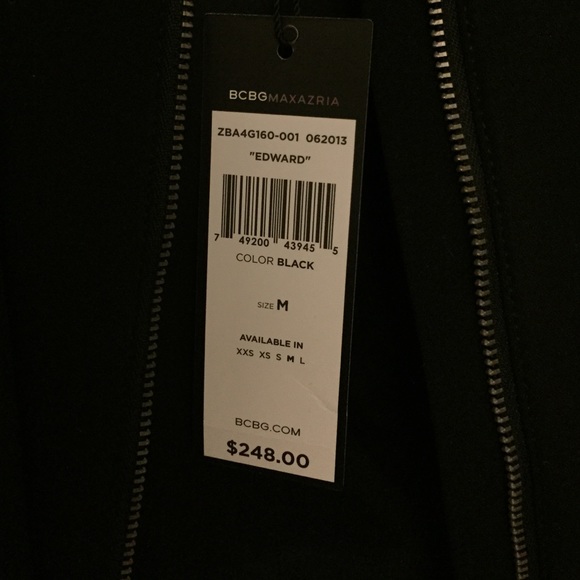 BCBGMAXAZRIA
ZBA4G160-001 062013
"EDWARD"
7 49200 43945 5
COLOR BLACK
SIZE M
AVAILABLE IN
XXS XS S M L
BCBG.COM
$248.00